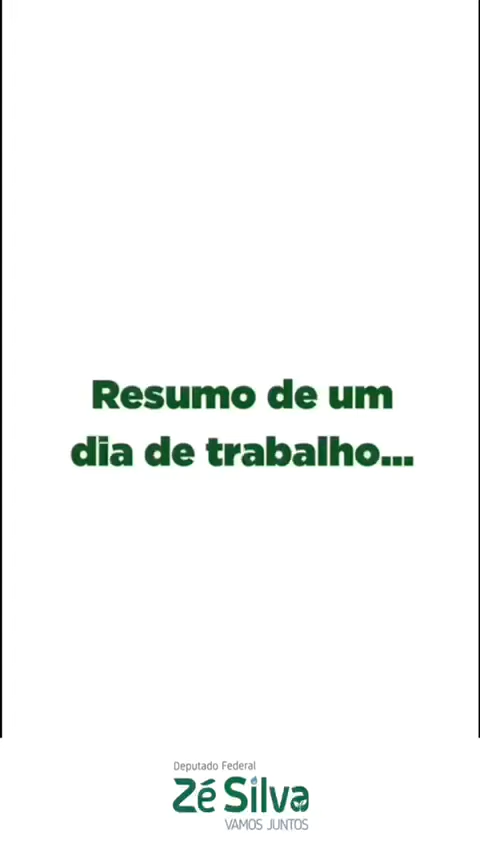 Resumo de um
dia de trabalho...
Deputado Federal
Zé Silva
VAMOS JUNTOS